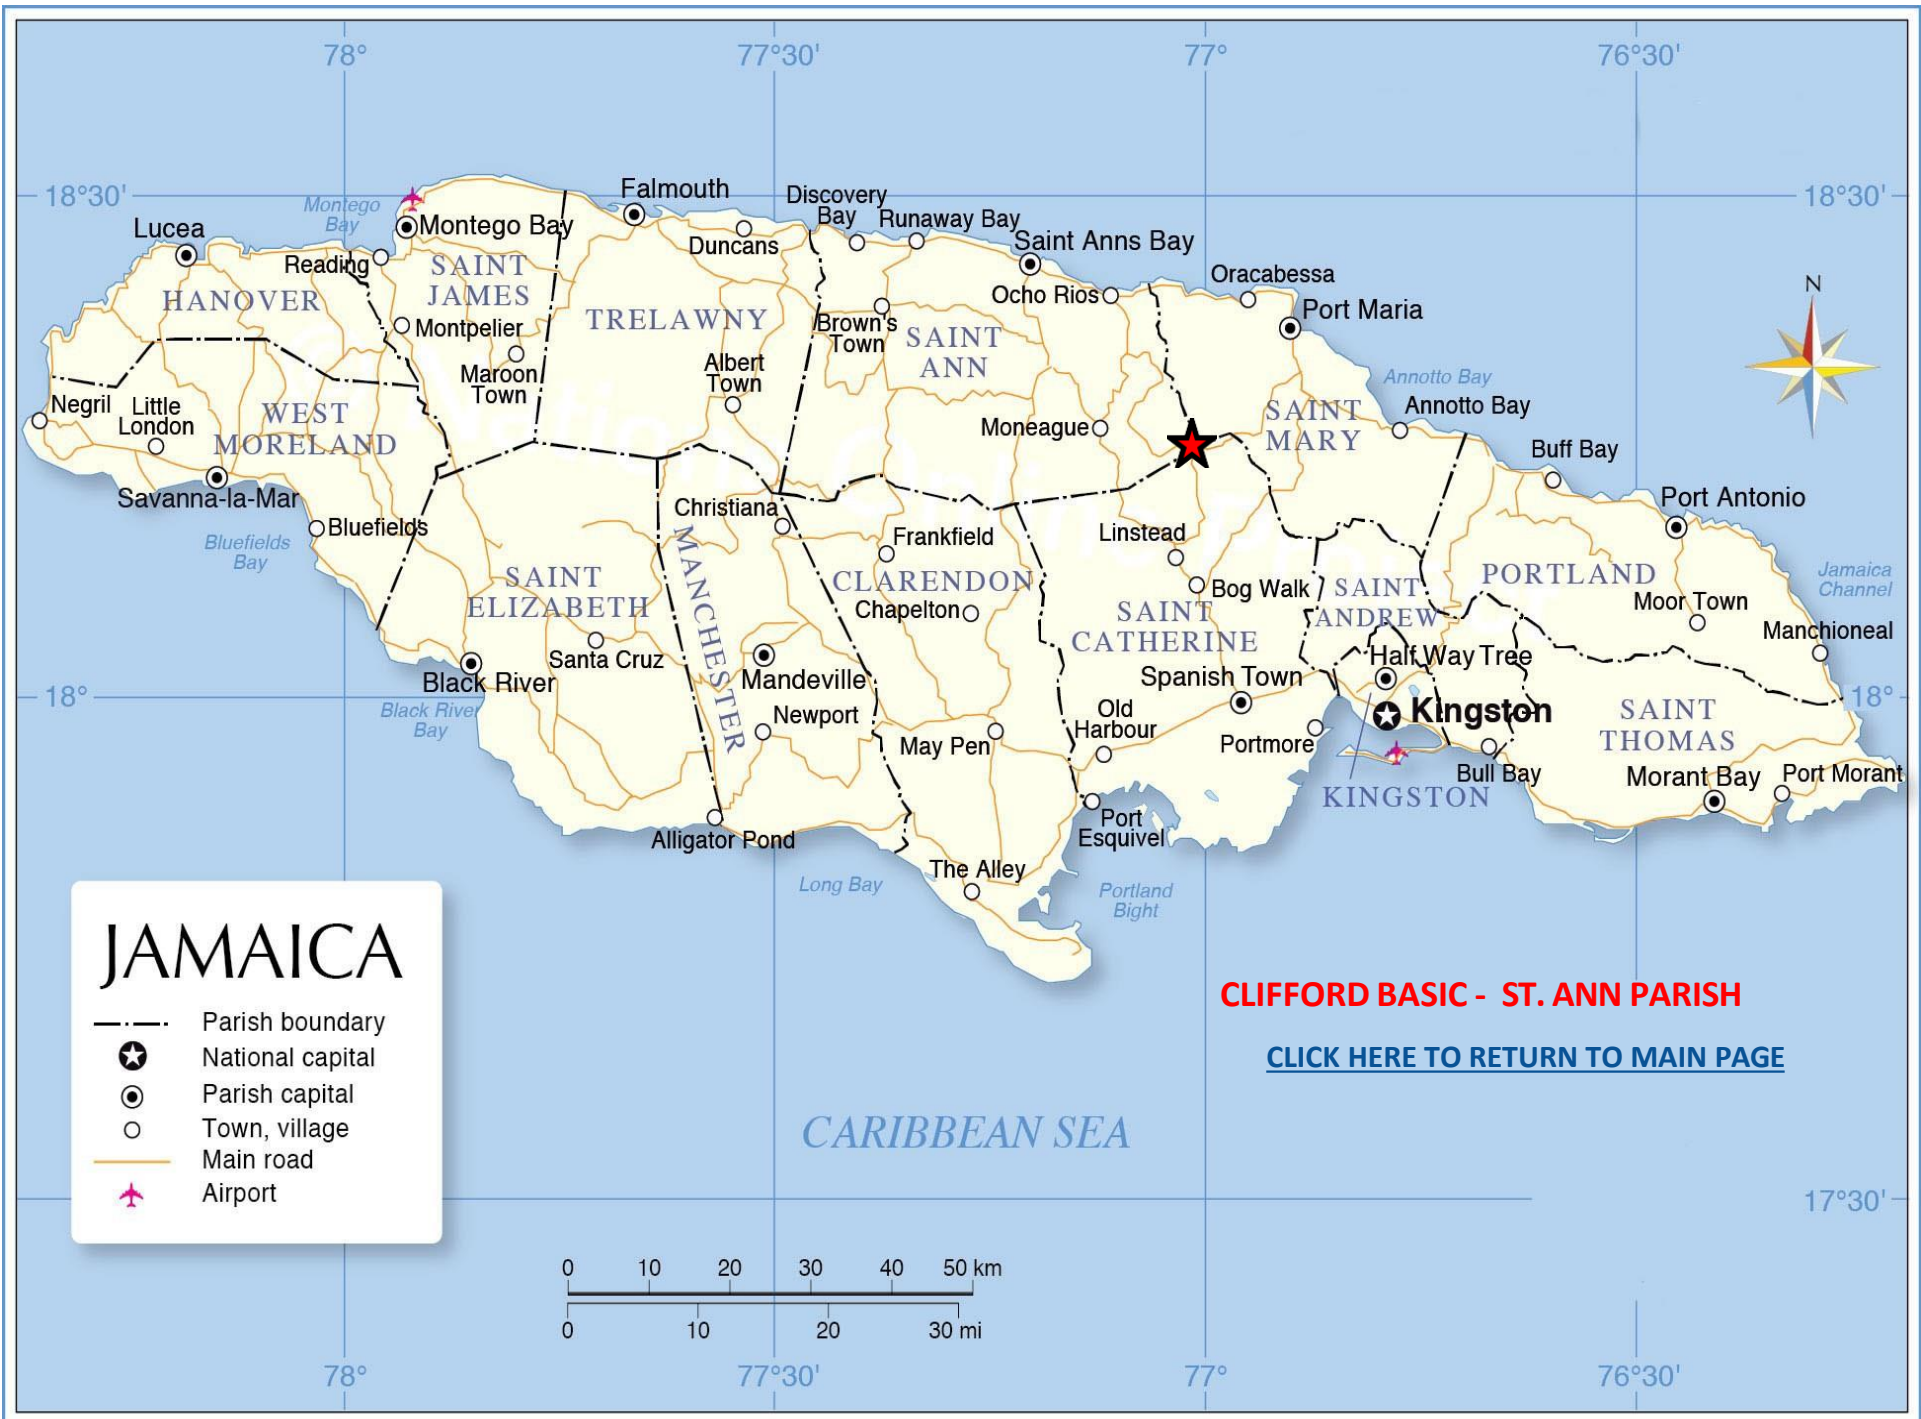 78°
77°30'
77°
76°30'
18°30'
18°30'
Montego
Bay
Lucea
Montego Bay
Falmouth
Discovery
Bay
Runaway Bay
Duncans
Saint Anns Bay
Reading
SAINT
JAMES
HANOVER
Oracabessa
Ocho Rios
Port Maria
Montpelier
TRELAWNY
Brown's
Town
SAINT
ANN
Maroon
Town
Albert
Town
Annotto Bay
Annotto Bay
Negril
Little
London
WEST
MORELAND
Moneague
SAINT
MARY
Buff Bay
Savanna-la-Mar
Port Antonio
Christiana
Bluefields
Bluefields
Bay
Frankfield
Linstead
MANCHESTER
SAINT
ELIZABETH
CLARENDON
Chapelton
Bog Walk
SAINT
ANDREW
PORTLAND
Jamaica
Channel
Moor Town
Manchioneal
SAINT
CATHERINE
Santa Cruz
Half Way Tree
Black River
Mandeville
Spanish Town
18°
18°
Black River
Bay
Newport
Old
Harbour
Kingston
SAINT
THOMAS
May Pen
Portmore
Bull Bay
Morant Bay
Port Morant
KINGSTON
Alligator Pond
Port
Esquivel
The Alley
Long Bay
Portland
Bight
JAMAICA
Parish boundary
National capital
Parish capital
Town, village
Main road
Airport
N
CLIFFORD BASIC - ST. ANN PARISH
CLICK HERE TO RETURN TO MAIN PAGE
CARIBBEAN SEA
17°30'
0 10 20 30 40 50 km
0 10 20 30 mi
78°
77°30'
77°
76°30'